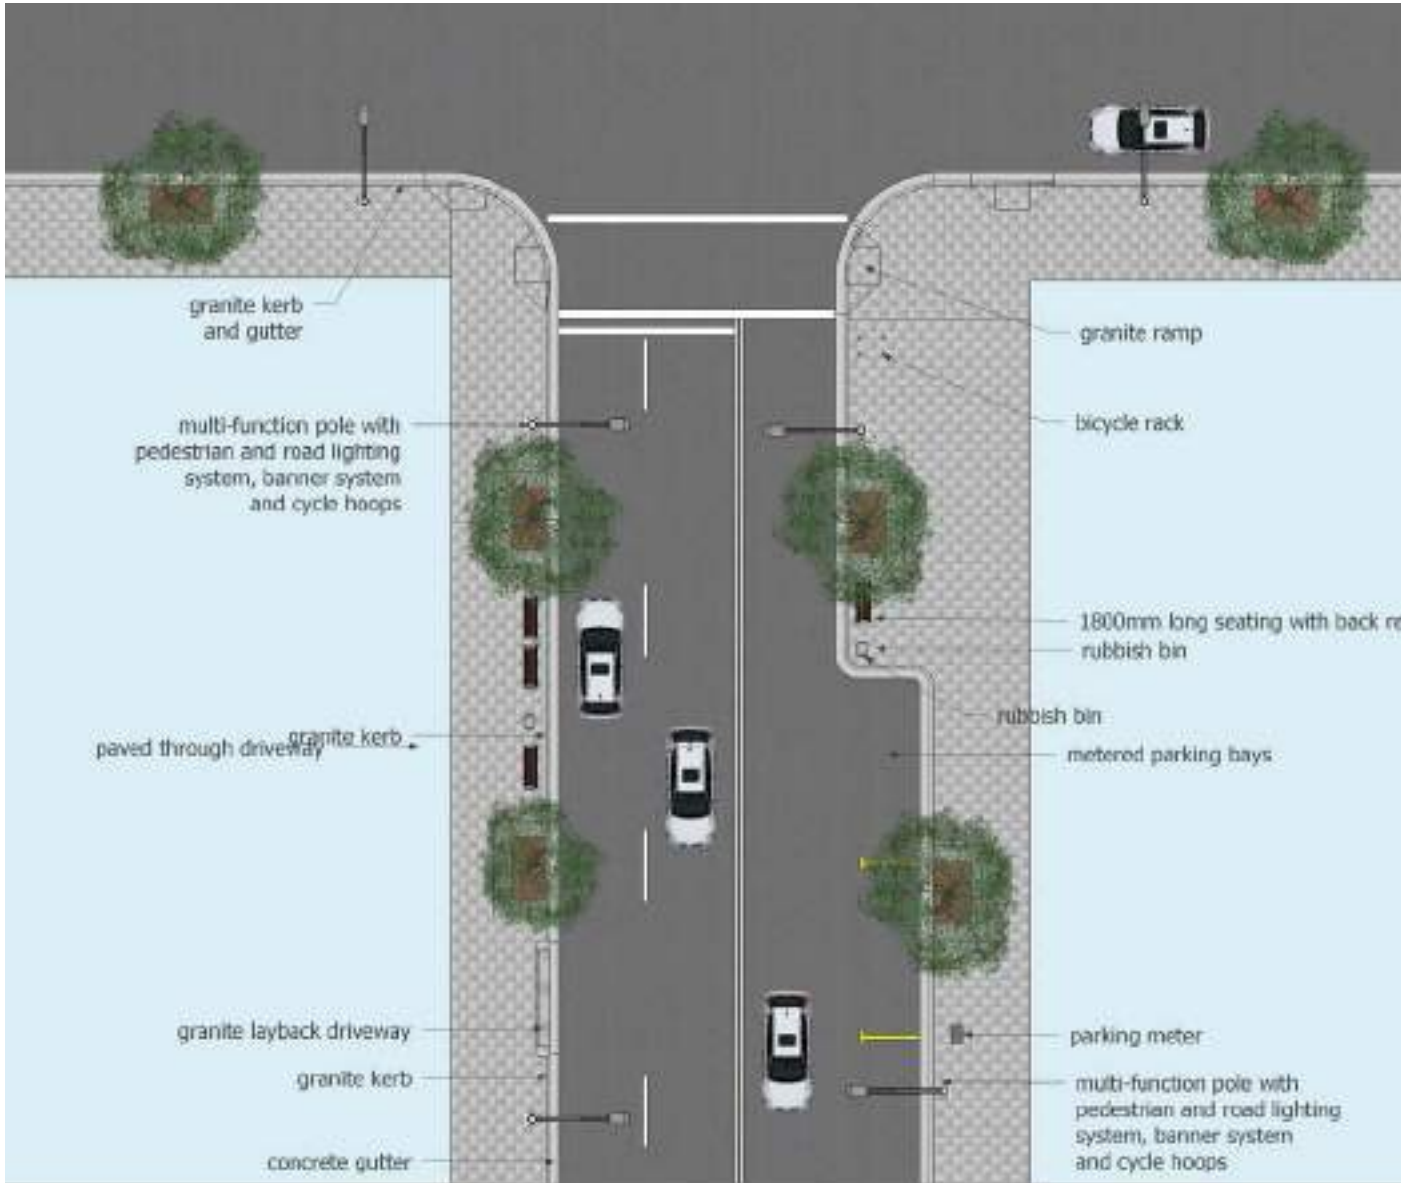 granite kerb
and gutter
granite ramp
multi-function pole with
pedestrian and road lighting
system, banner system
and cycle hoops
bicycle rack
1800mm long seating with back re
rubbish bin
rubbish bin
granite kerb
paved through driveway
metered parking bays
granite layback driveway
parking meter
granite kerb
multi-function pole with
pedestrian and road lighting
system, banner system
and cycle hoops
concrete gutter